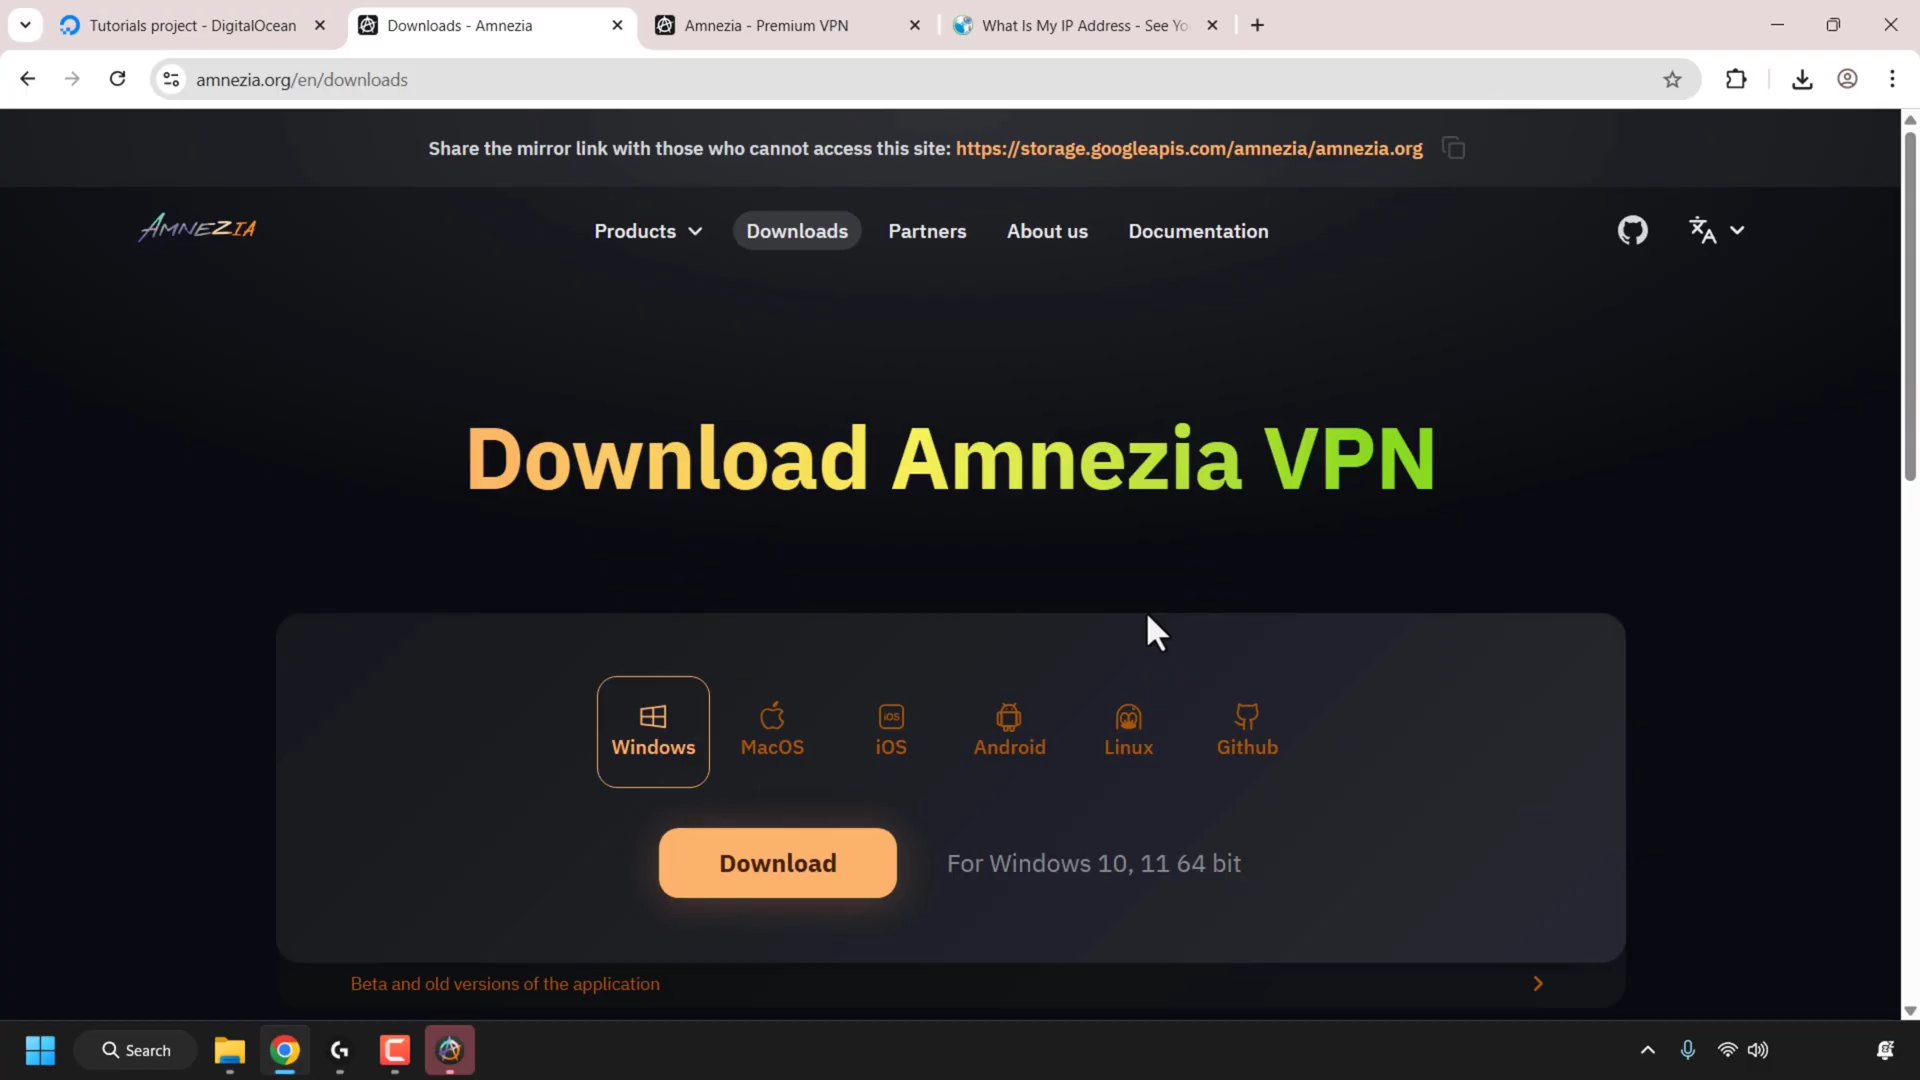 Tutorials project - DigitalOcean
Downloads - Amnezia
Amnezia - Premium VPN
What Is My IP Address - See Yo
amnezia.org/en/downloads
Share the mirror link with those who cannot access this site: https://storage.googleapis.com/amnezia/amnezia.org
AMNEZIA
Products
Downloads
Partners
About us
Documentation
Download Amnezia VPN
Windows
MacOS
iOS
iOS
Android
Linux
Github
Download
For Windows 10, 11 64 bit
Beta and old versions of the application
Search